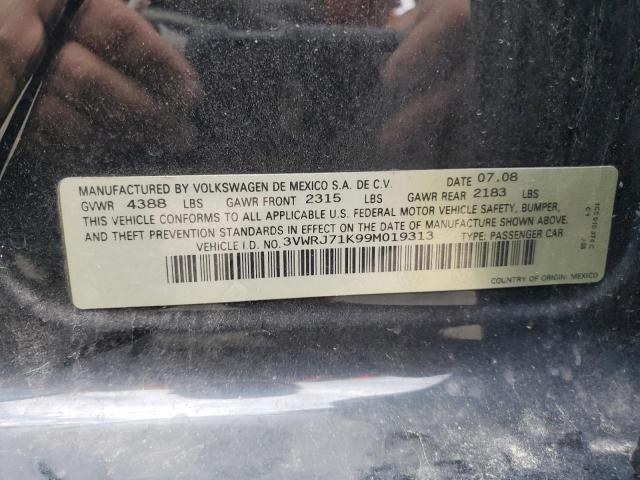 MANUFACTURED BY VOLKSWAGEN DE MEXICO S.A. DE C.V. DATE 07.08
GVWR 4388 LBS GAWR FRONT 2315 LBS GAWR REAR 2183 LBS
THIS VEHICLE CONFORMS TO ALL APPLICABLE U.S. FEDERAL MOTOR VEHICLE SAFETY, BUMPER,
AND THEFT PREVENTION STANDARDS IN EFFECT ON THE DATE OF MANUFACTURE SHOWN ABOVE.
VEHICLE I.D. NO. 3VWRJ71K99M019313 TYPE: PASSENGER CAR
COUNTRY OF ORIGIN: MEXICO